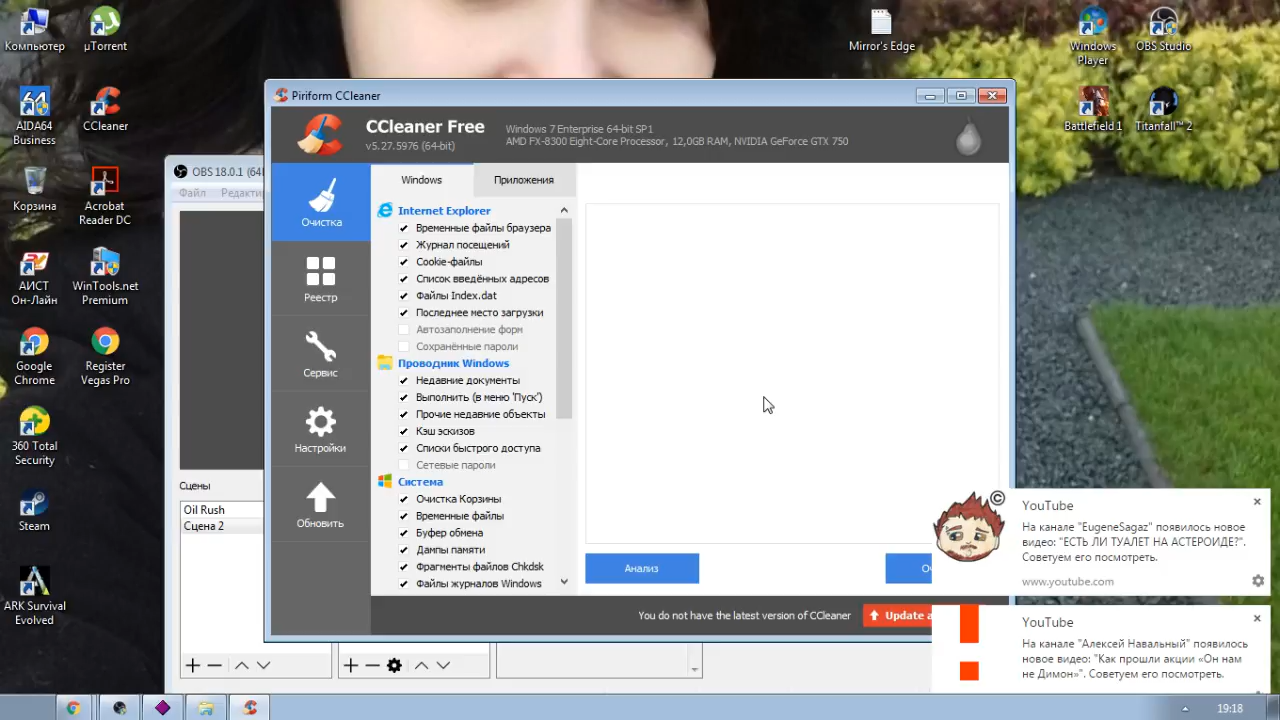 Компьютер
µTorrent
AIDA64
Business
CCleaner
Корзина
Acrobat
Reader DC
АИСТ
Он-Лайн
WinTools.net
Premium
Google
Chrome
Register
Vegas Pro
360 Total
Security
Steam
ARK Survival
Evolved
Mirror's Edge
Windows
Player
OBS Studio
Battlefield 1
Titanfall™ 2
OBS 18.0.1 (64
Файл
Сцены
Oil Rush
Сцена 2
Piriform CCleaner
CCleaner Free
v5.27.5976 (64-bit)
Windows 7 Enterprise 64-bit SP1
AMD FX-8300 Eight-Core Processor, 12,0GB RAM, NVIDIA GeForce GTX 750
Очистка
Реестр
Сервис
Настройки
Обновить
Windows
Приложения
Internet Explorer
Временные файлы браузера
Журнал посещений
Cookie-файлы
Список введённых адресов
Файлы Index.dat
Последнее место загрузки
Автозаполнение форм
Сохранённые пароли
Проводник Windows
Недавние документы
Выполнить (в меню 'Пуск')
Прочие недавние объекты
Кэш эскизов
Списки быстрого доступа
Сетевые пароли
Система
Очистка Корзины
Временные файлы
Буфер обмена
Дампы памяти
Фрагменты файлов Chkdsk
Файлы журналов Windows
Анализ
You do not have the latest version of CCleaner
Update
©
YouTube
На канале "EugeneSagaz" появилось новое
видео: "ЕСТЬ ЛИ ТУАЛЕТ НА АСТЕРОИДЕ?".
Советуем его посмотреть.
www.youtube.com
YouTube
На канале "Алексей Навальный" появилось
новое видео: "Как прошли акции «Он нам
не Димон»". Советуем его посмотреть.
19:18